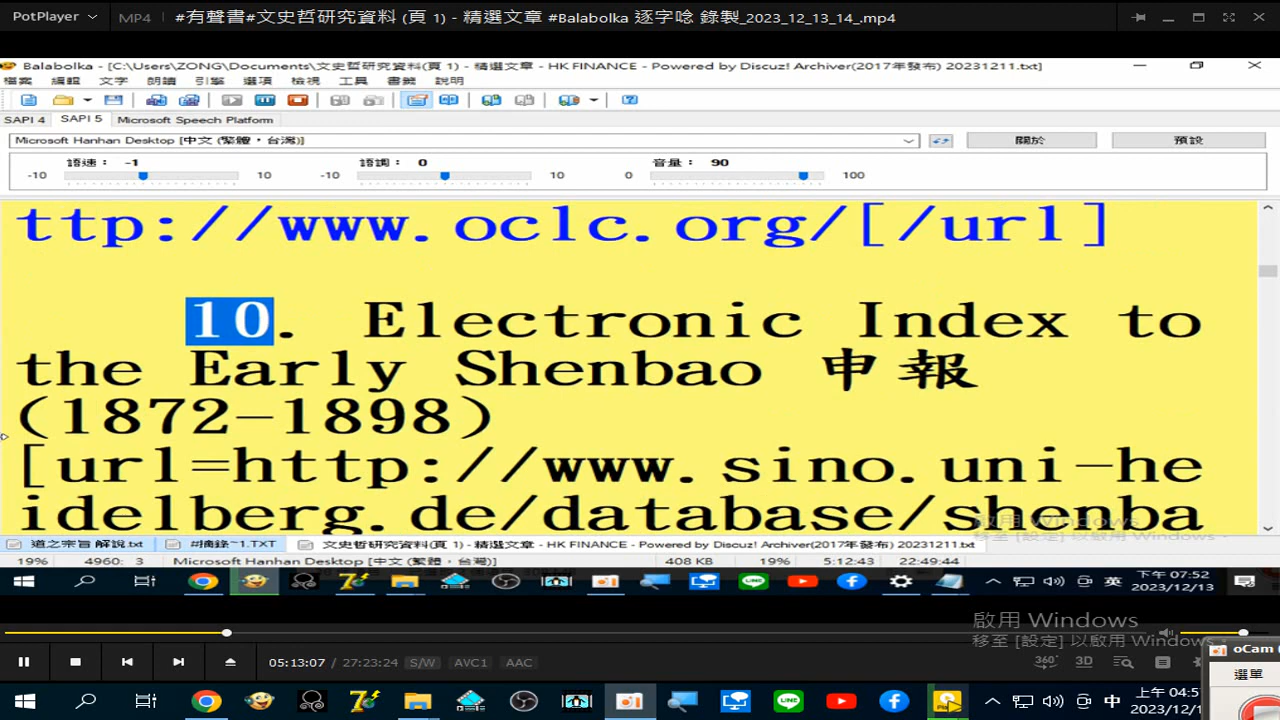 PotPlayer MP4 #有聲書#文史哲研究資料 (頁 1) - 精選文章 #Balabolka 逐字唸 錄製_2023_12_13_14_.mp4
Balabolka - [C:\Users\ZONG\Documents\文史哲研究資料(頁 1) - 精選文章 - HK FINANCE - Powered by Discuz! Archiver(2017年發布) 20231211.txt]
檔案 編輯 文字 朗讀 引擎 選項 檢視 工具 書籤 說明
SAPI 4 SAPI 5 Microsoft Speech Platform
Microsoft Hanhan Desktop [中文 (繁體，台灣)] 關於 預設
語速： -1 語調： 0 音量： 90
-10 10 -10 10 0 100
ttp://www.oclc.org/[/url]
10. Electronic Index to
the Early Shenbao 申報
(1872-1898)
[url=http://www.sino.uni-he
idelberg.de/database/shenba
道之宗旨 解說.txt #摘錄~1.TXT 文史哲研究資料(頁 1) - 精選文章 - HK FINANCE - Powered by Discuz! Archiver(2017年發布) 20231211.txt
19% 4960: 3 Microsoft Hanhan Desktop [中文 (繁體，台灣)] 408 KB 19% 5:12:43 22:49:44
英 下午 07:52
2023/12/13
啟用 Windows
移至 [設定] 以啟用 Windows。
05:13:07 / 27:23:24 S/W AVC1 AAC 360° 3D
oCam
選單
中 上午 04:5
2023/12/1